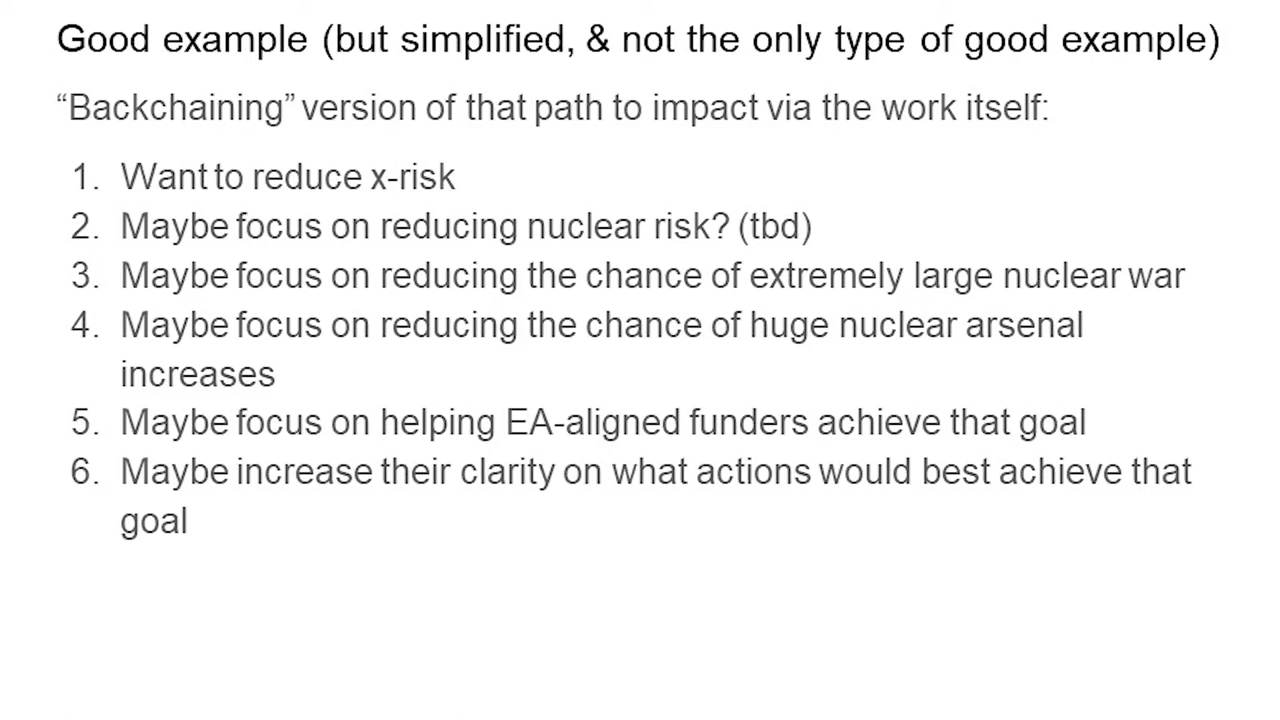 Good example (but simplified, & not the only type of good example)
“Backchaining” version of that path to impact via the work itself:
1. Want to reduce x-risk
2. Maybe focus on reducing nuclear risk? (tbd)
3. Maybe focus on reducing the chance of extremely large nuclear war
4. Maybe focus on reducing the chance of huge nuclear arsenal
increases
5. Maybe focus on helping EA-aligned funders achieve that goal
6. Maybe increase their clarity on what actions would best achieve that
goal